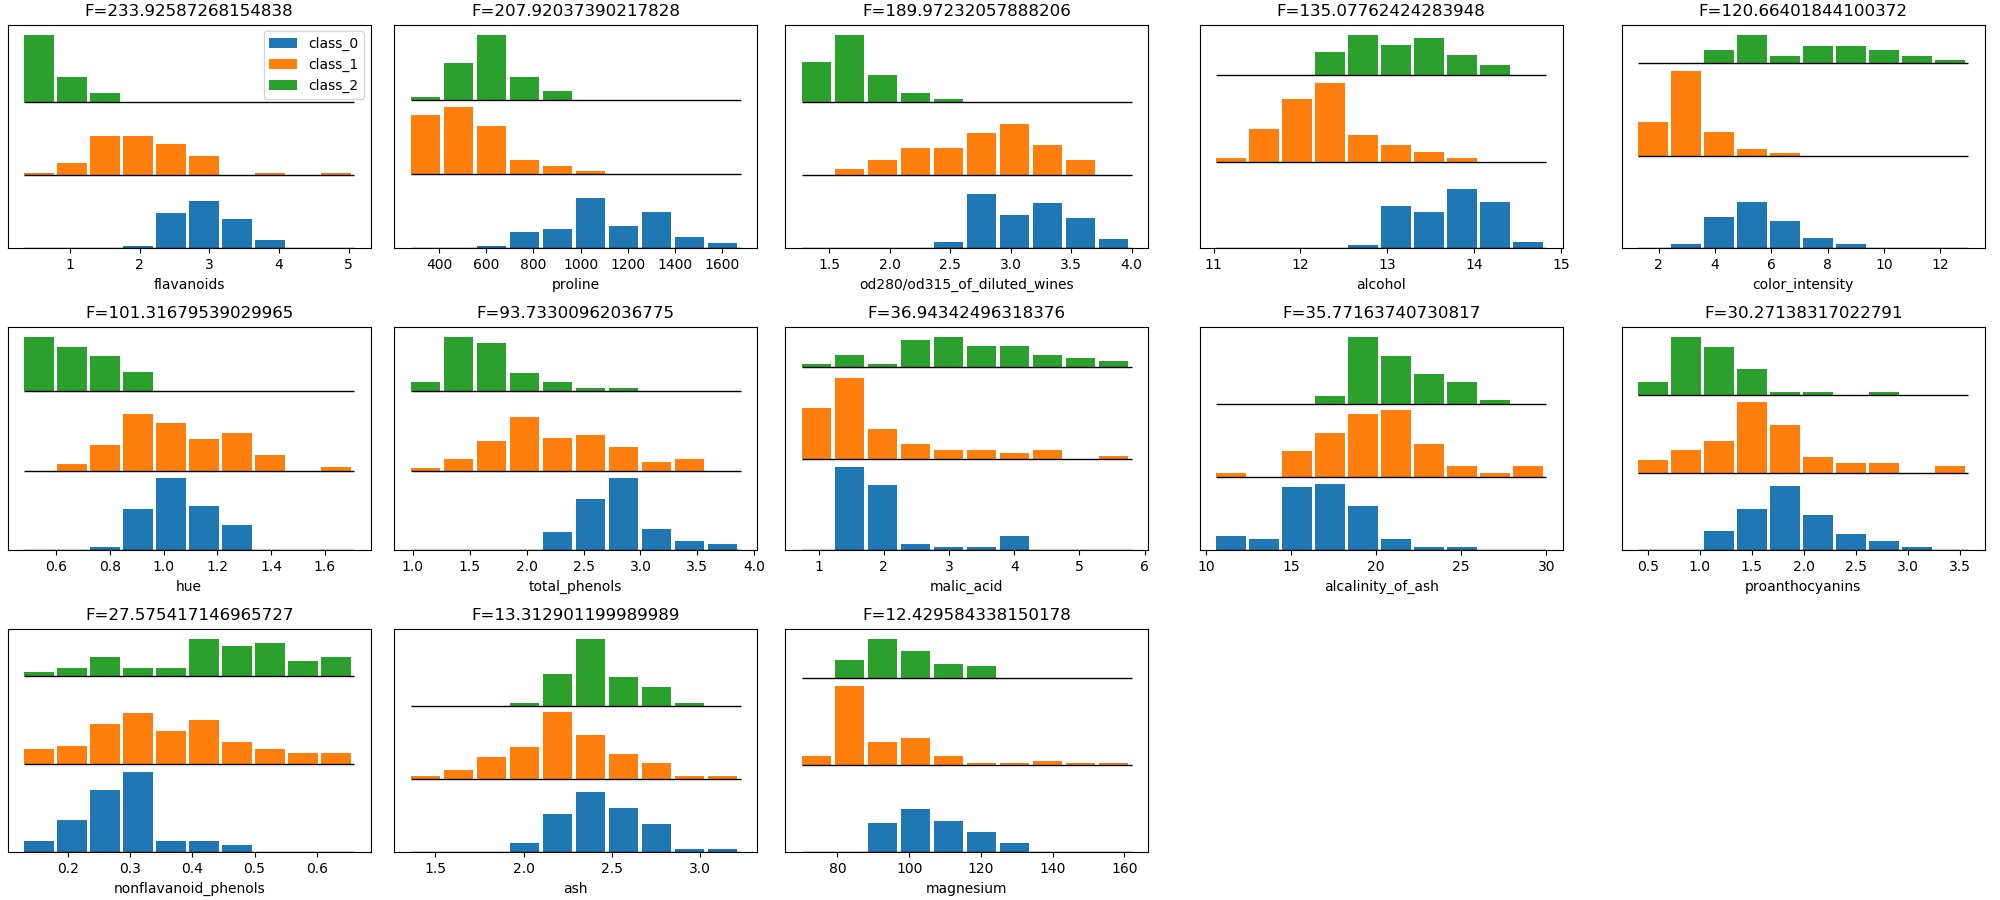 F=233.92587268154838
class_0
class_1
class_2
1 2 3 4 5
flavanoids
F=207.92037390217828
400 600 800 1000 1200 1400 1600
proline
F=189.97232057888206
1.5 2.0 2.5 3.0 3.5 4.0
od280/od315_of_diluted_wines
F=135.07762424283948
11 12 13 14 15
alcohol
F=120.66401844100372
2 4 6 8 10 12
color_intensity
F=101.31679539029965
0.6 0.8 1.0 1.2 1.4 1.6
hue
F=93.73300962036775
1.0 1.5 2.0 2.5 3.0 3.5 4.0
total_phenols
F=36.94342496318376
1 2 3 4 5 6
malic_acid
F=35.77163740730817
10 15 20 25 30
alcalinity_of_ash
F=30.27138317022791
0.5 1.0 1.5 2.0 2.5 3.0 3.5
proanthocyanins
F=27.575417146965727
0.2 0.3 0.4 0.5 0.6
nonflavanoid_phenols
F=13.312901199989989
1.5 2.0 2.5 3.0
ash
F=12.429584338150178
80 100 120 140 160
magnesium